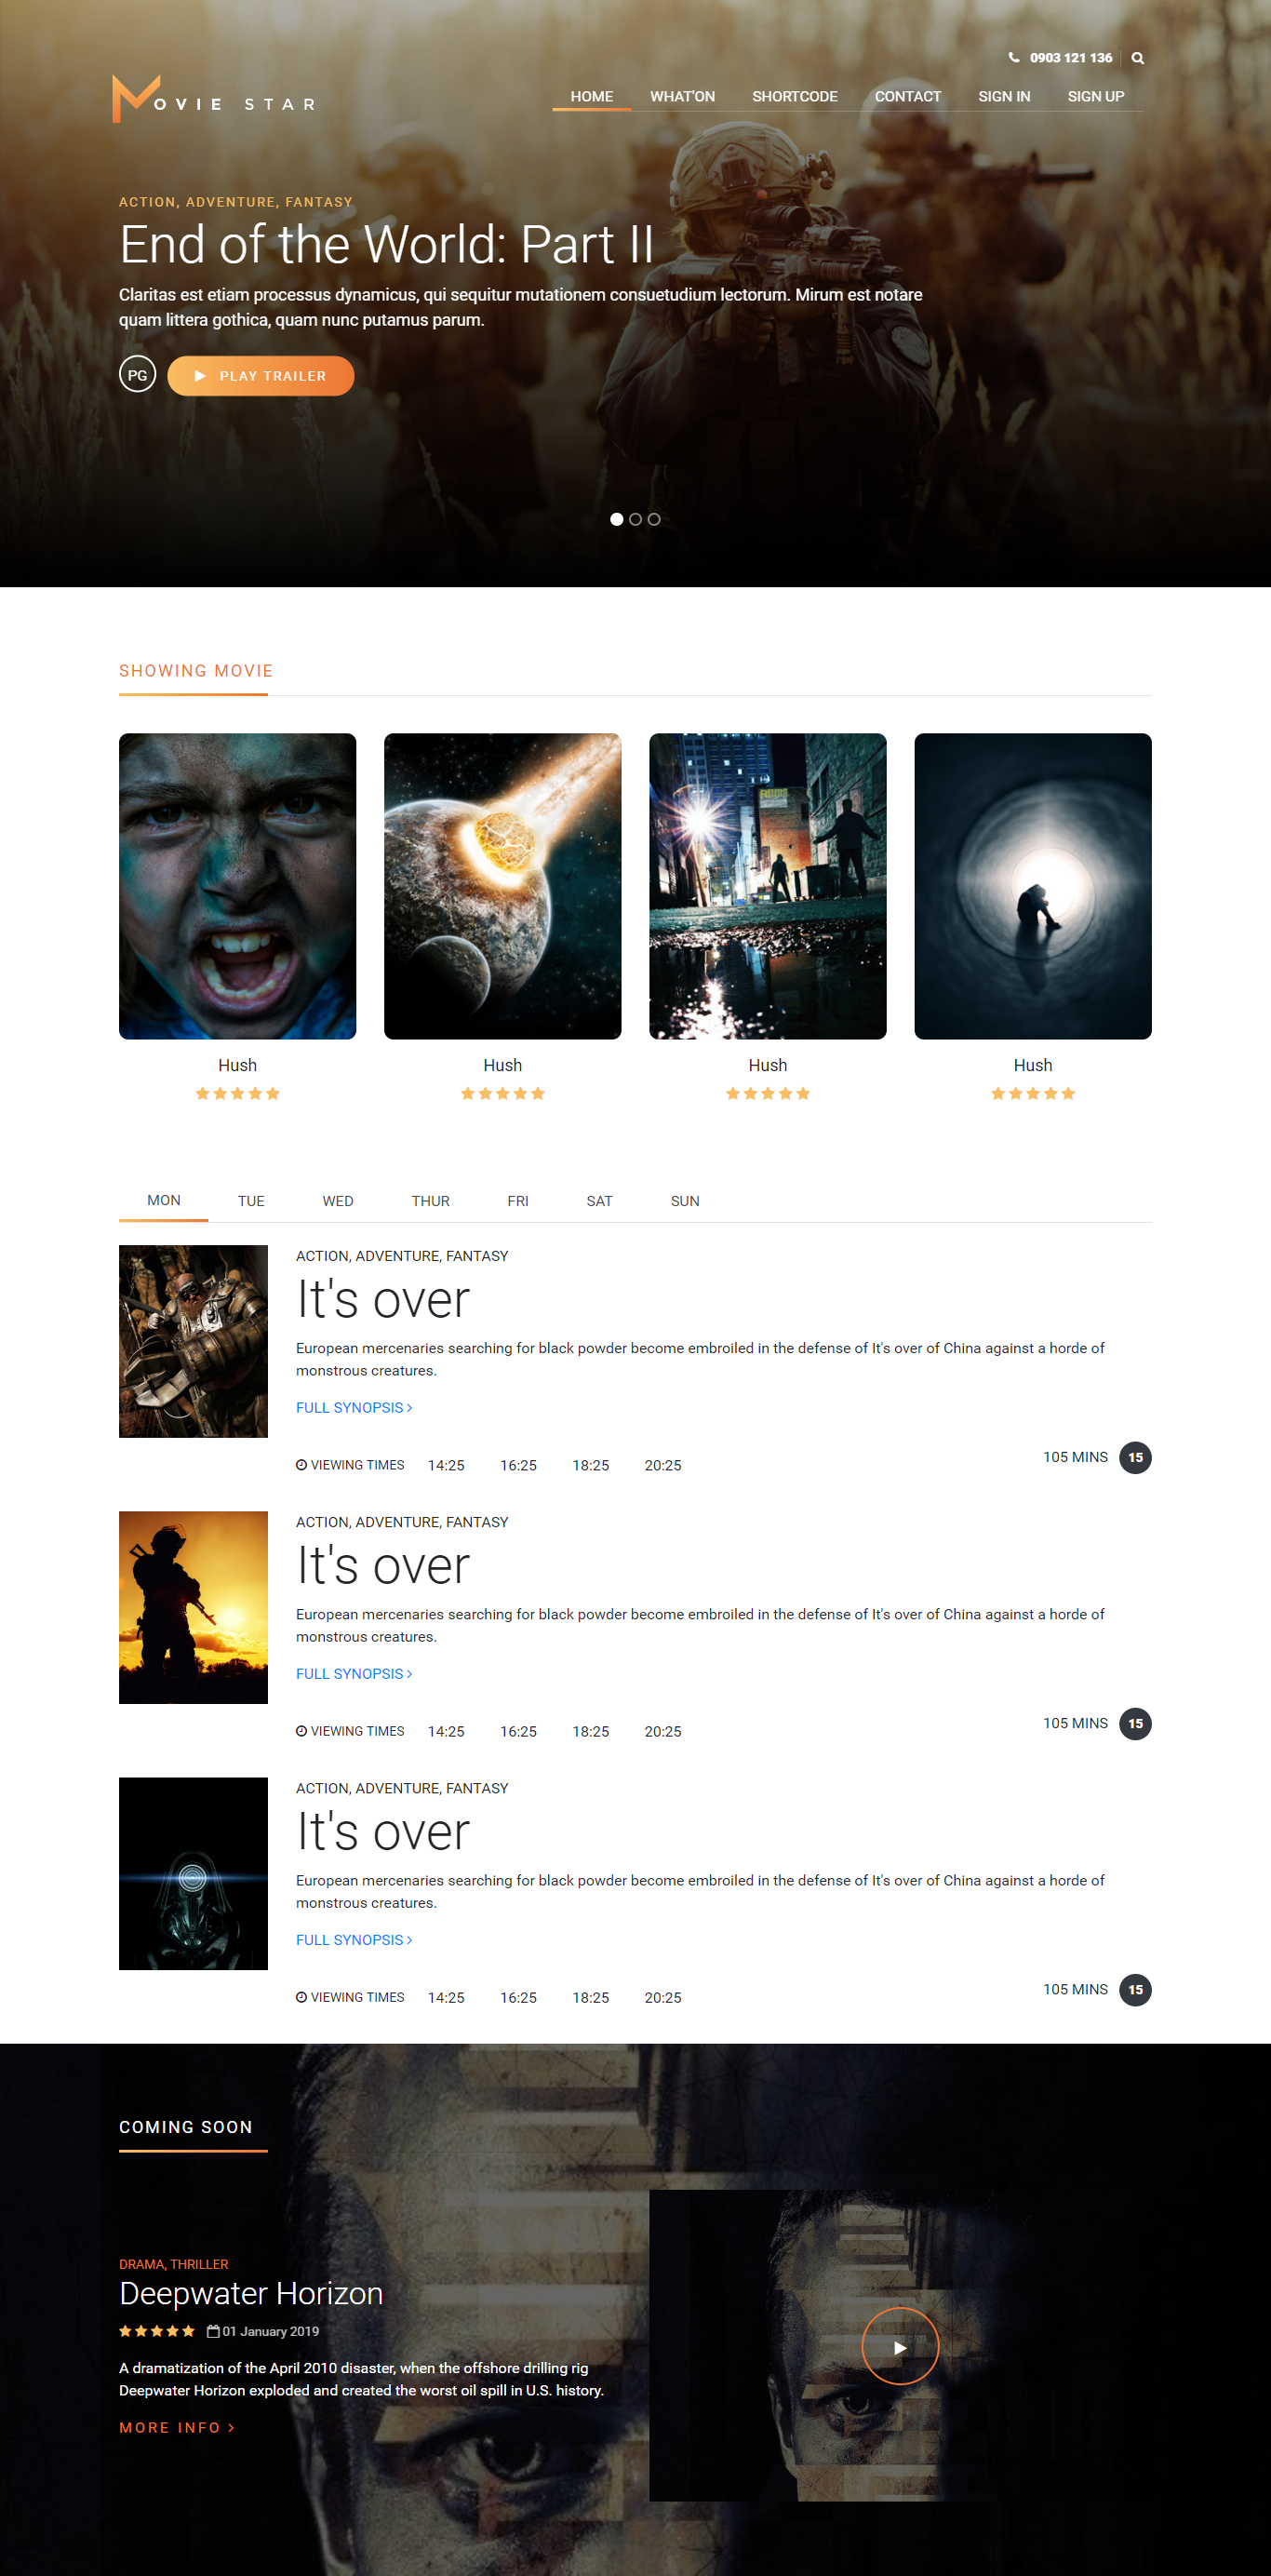 0903 121 136
MOVIE STAR
HOME WHAT'ON SHORTCODE CONTACT SIGN IN SIGN UP
ACTION, ADVENTURE, FANTASY
End of the World: Part II
Claritas est etiam processus dynamicus, qui sequitur mutationem consuetudium lectorum. Mirum est notare
quam littera gothica, quam nunc putamus parum.
PG PLAY TRAILER
SHOWING MOVIE
Hush Hush Hush Hush
MON TUE WED THUR FRI SAT SUN
ACTION, ADVENTURE, FANTASY
It's over
European mercenaries searching for black powder become embroiled in the defense of It's over of China against a horde of
monstrous creatures.
FULL SYNOPSIS
VIEWING TIMES 14:25 16:25 18:25 20:25 105 MINS 15
ACTION, ADVENTURE, FANTASY
It's over
European mercenaries searching for black powder become embroiled in the defense of It's over of China against a horde of
monstrous creatures.
FULL SYNOPSIS
VIEWING TIMES 14:25 16:25 18:25 20:25 105 MINS 15
ACTION, ADVENTURE, FANTASY
It's over
European mercenaries searching for black powder become embroiled in the defense of It's over of China against a horde of
monstrous creatures.
FULL SYNOPSIS
VIEWING TIMES 14:25 16:25 18:25 20:25 105 MINS 15
COMING SOON
DRAMA, THRILLER
Deepwater Horizon
01 January 2019
A dramatization of the April 2010 disaster, when the offshore drilling rig
Deepwater Horizon exploded and created the worst oil spill in U.S. history.
MORE INFO